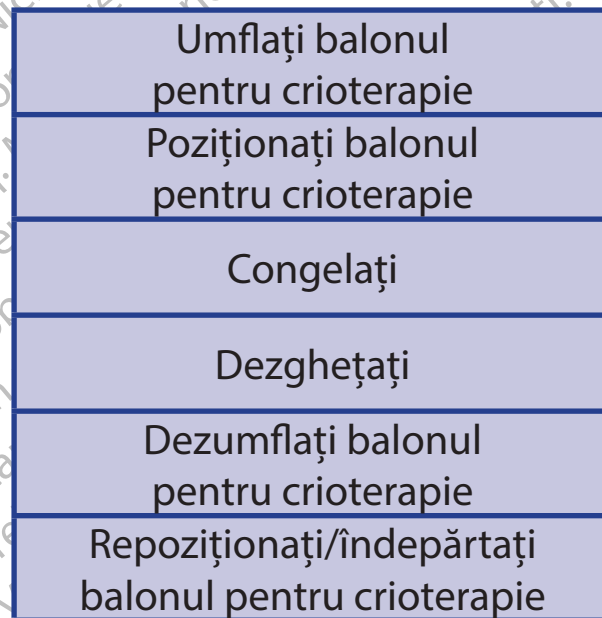 Umflați balonul
pentru crioterapie
Poziționați balonul
pentru crioterapie
Congelați
Dezghețați
Dezumflați balonul
pentru crioterapie
Repoziționați/îndepărtați
balonul pentru crioterapie